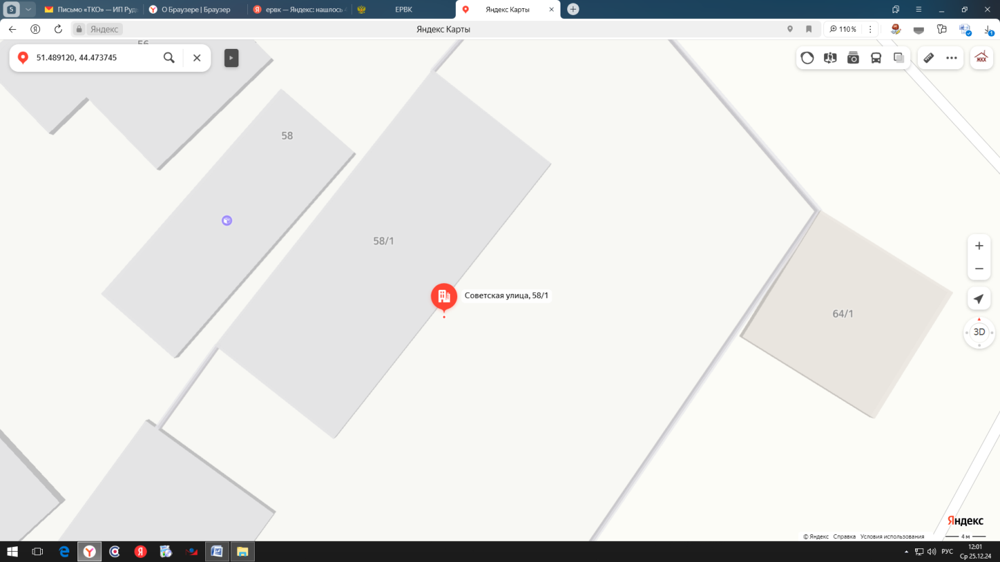 5
Письмо «ТКО» — ИП Руд
О Браузере | Браузер
ервк — Яндекс: нашлось
ЕРВК
Яндекс Карты
Яндекс
Яндекс Карты
110%
51.489120, 44.473745
ЖКХ
56
58
58/1
Советская улица, 58/1
64/1
3D
Яндекс
© Яндекс Справка Условия использования
4 м
РУС
12:01
Ср 25.12.24